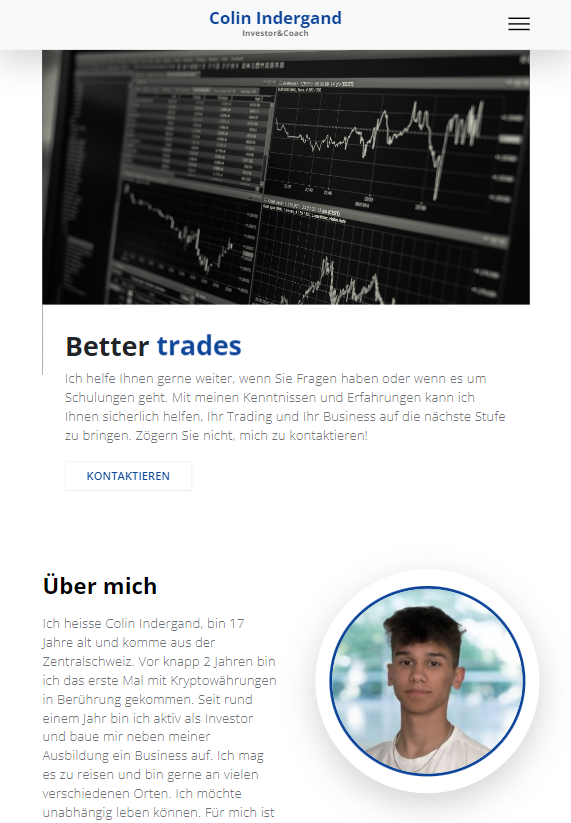 Colin Indergand
Investor&Coach
Better trades
Ich helfe Ihnen gerne weiter, wenn Sie Fragen haben oder wenn es um
Schulungen geht. Mit meinen Kenntnissen und Erfahrungen kann ich
Ihnen sicherlich helfen, Ihr Trading und Ihr Business auf die nächste Stufe
zu bringen. Zögern Sie nicht, mich zu kontaktieren!
KONTAKTIEREN
Über mich
Ich heisse Colin Indergand, bin 17
Jahre alt und komme aus der
Zentralschweiz. Vor knapp 2 Jahren bin
ich das erste Mal mit Kryptowährungen
in Berührung gekommen. Seit rund
einem Jahr bin ich aktiv als Investor
und baue mir neben meiner
Ausbildung ein Business auf. Ich mag
es zu reisen und bin gerne an vielen
verschiedenen Orten. Ich möchte
unabhängig leben können. Für mich ist